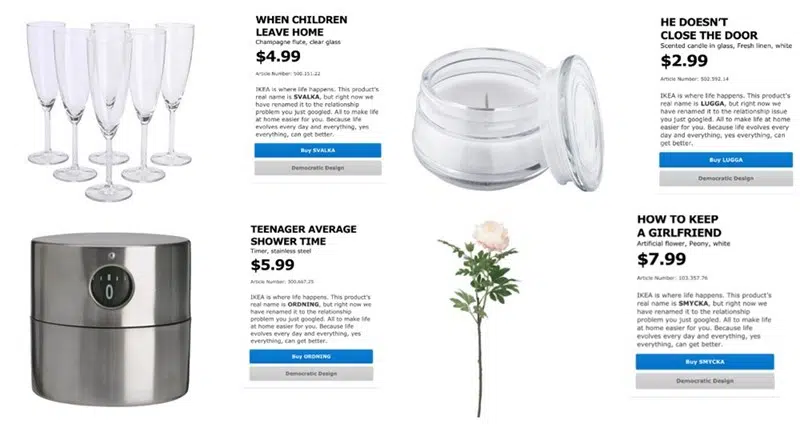 WHEN CHILDREN
LEAVE HOME
Champagne flute, clear glass
$4.99
Article Number: 500.151.22
IKEA is where life happens. This product's
real name is SVALKA, but right now we
have renamed it to the relationship
problem you just googled. All to make life
at home easier for you. Because life
evolves every day and everything, yes
everything, can get better.
Buy SVALKA
Democratic Design
HE DOESN'T
CLOSE THE DOOR
Scented candle in glass, Fresh linen, white
$2.99
Article Number: 502.592.14
IKEA is where life happens. This product's
real name is LUGGA, but right now we
have renamed it to the relationship issue
you just googled. All to make life at home
easier for you. Because life evolves every
day and everything, yes everything, can
get better.
Buy LUGGA
Democratic Design
TEENAGER AVERAGE
SHOWER TIME
Timer, stainless steel
$5.99
Article Number:
IKEA is where life happens. This product's
real name is ORDNING, but right now
we have renamed it to the relationship
problem you just googled. All to make life
at home easier for you. Because life
evolves every day and everything, yes
everything, can get better.
Buy ORDNING
Democratic Design
0
HOW TO KEEP
A GIRLFRIEND
Artificial flower, Peony, white
$7.99
Article Number: 103.357.76
IKEA is where life happens. This product's
real name is SMYCKA, but right now we
have renamed it to the relationship
problem you just googled. All to make life
at home easier for you. Because life
evolves every day and everything, yes
everything, can get better.
Buy SMYCKA
Democratic Design